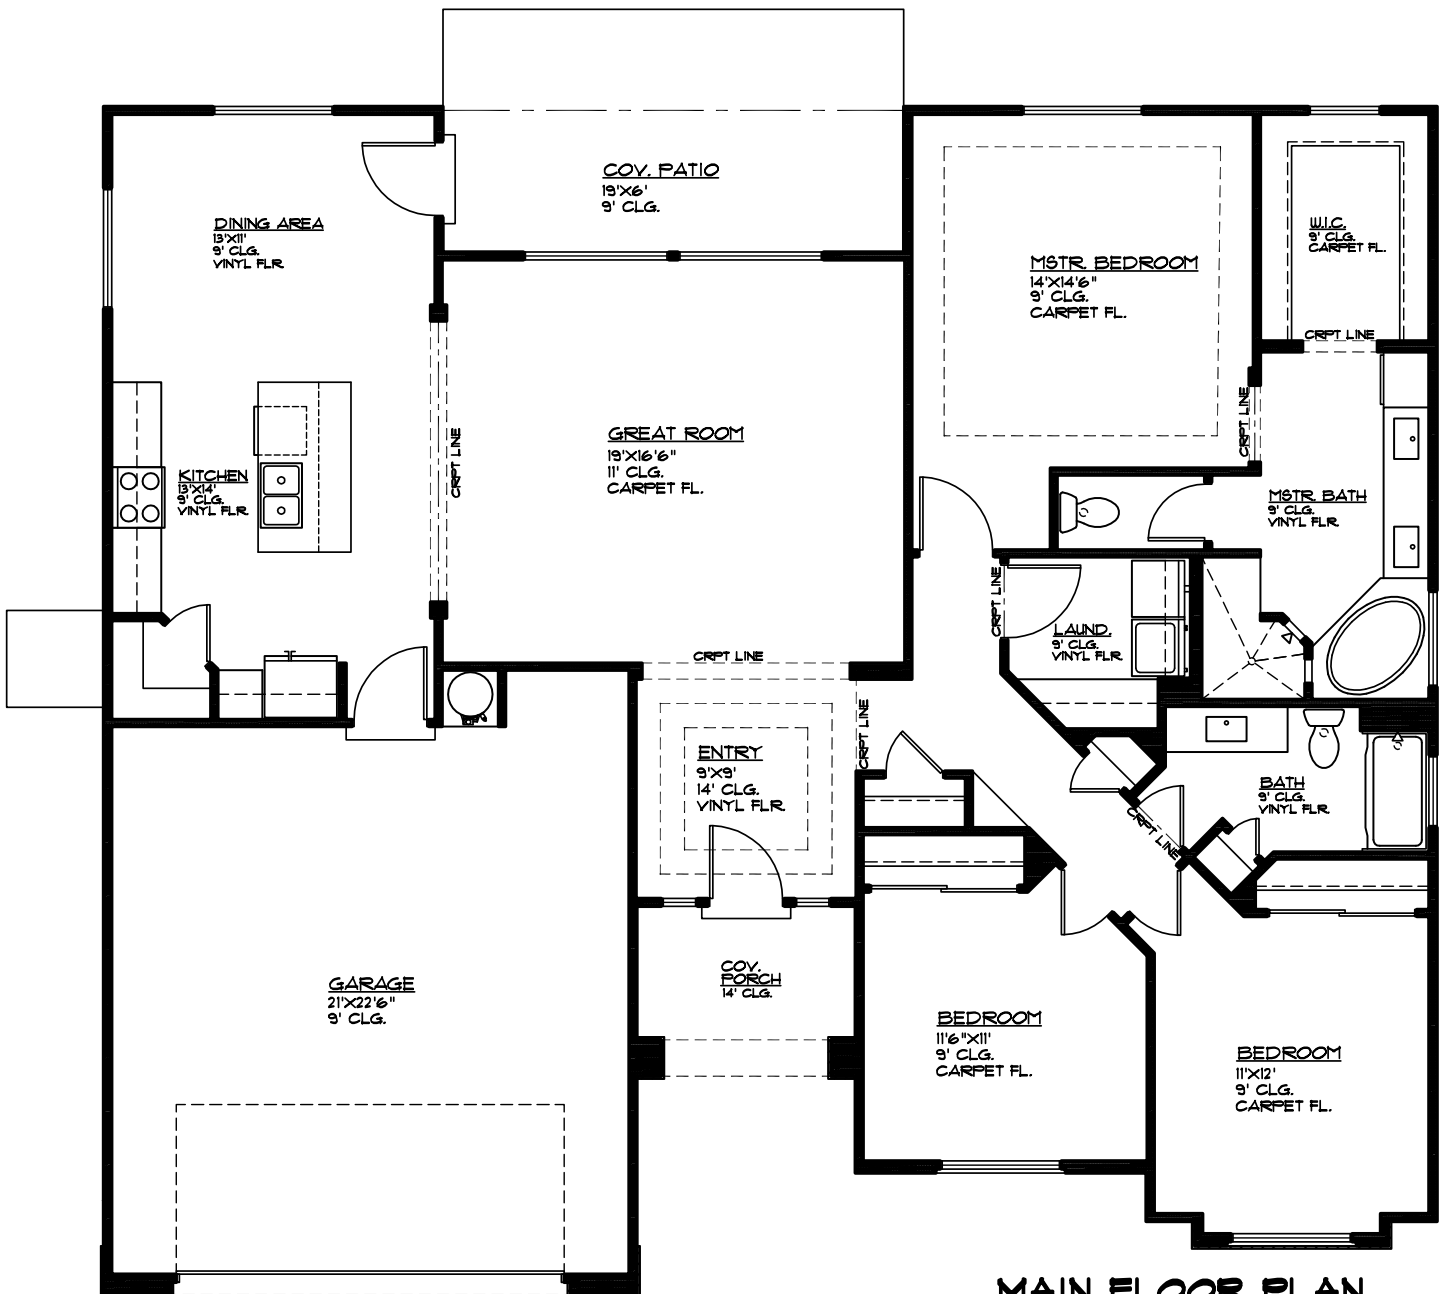 COV. PATIO
19'X6'
9' CLG.
DINING AREA
13'X11'
9' CLG.
VINYL FLR.
MSTR. BEDROOM
14'X14'6"
9' CLG.
CARPET FL.
W.I.C.
9' CLG.
CARPET FL.
CRPT LINE
CRPT LINE
CRPT LINE
GREAT ROOM
19'X16'6"
11' CLG.
CARPET FL.
KITCHEN
13'X14'
9' CLG.
VINYL FLR.
MSTR. BATH
9' CLG.
VINYL FLR.
CRPT LINE
LAUND.
9' CLG.
VINYL FLR.
CRPT LINE
CRPT LINE
ENTRY
9'X9'
14' CLG.
VINYL FLR.
BATH
9' CLG.
VINYL FLR.
CRPT LINE
COV.
PORCH
14' CLG.
GARAGE
21'X22'6"
9' CLG.
BEDROOM
11'6"X11'
9' CLG.
CARPET FL.
BEDROOM
11'X12'
9' CLG.
CARPET FL.
MAIN FLOOR PLAN